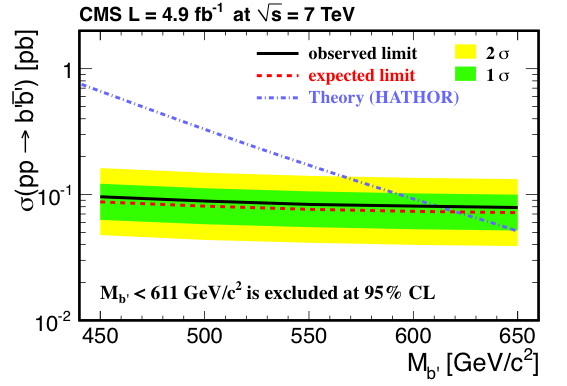 CMS L = 4.9 fb⁻¹ at √s = 7 TeV
σ(pp → b'b̅') [pb]
1
10⁻¹
10⁻²
observed limit
expected limit
Theory (HATHOR)
2 σ
1 σ
M_b' < 611 GeV/c² is excluded at 95% CL
450 500 550 600 650
M_b' [GeV/c²]